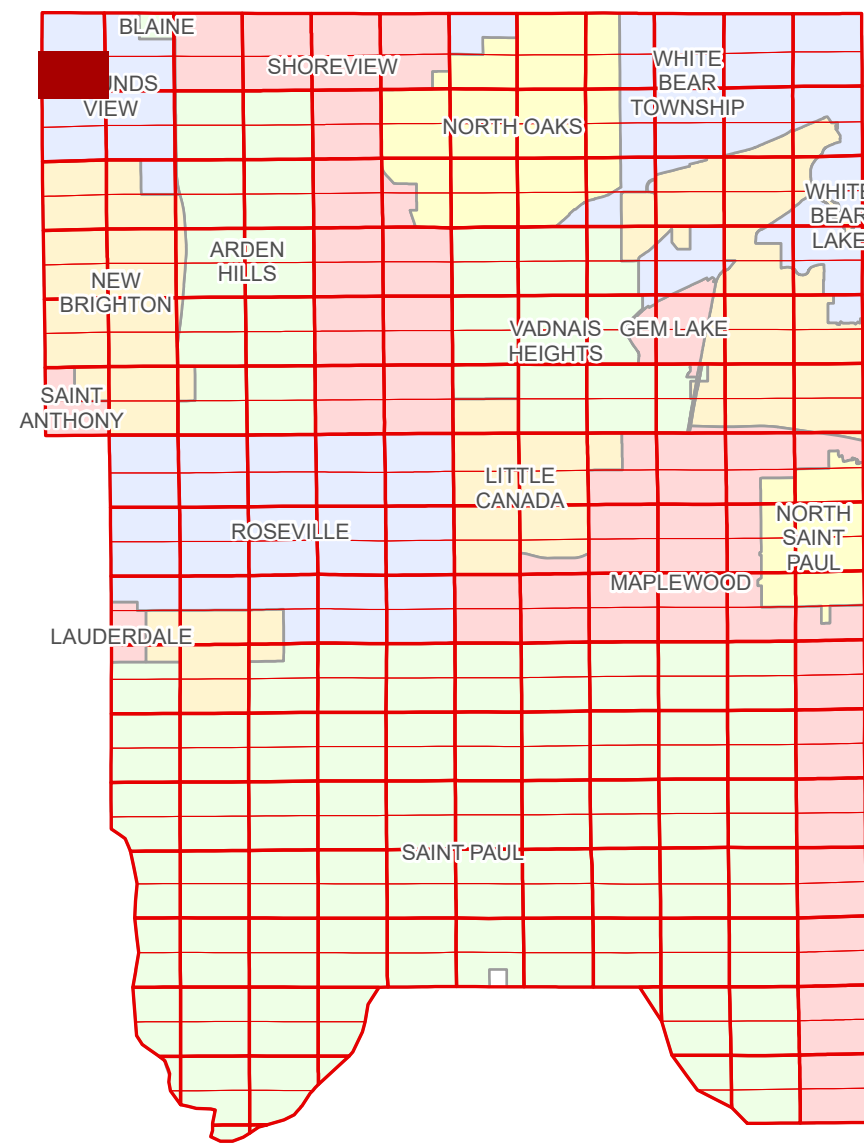 BLAINE
SHOREVIEW
WHITE
BEAR
TOWNSHIP
UNDS
VIEW
NORTH OAKS
WHITE
BEAR
LAKE
ARDEN
HILLS
NEW
BRIGHTON
VADNAIS
HEIGHTS
GEM LAKE
SAINT
ANTHONY
LITTLE
CANADA
NORTH
SAINT
PAUL
ROSEVILLE
MAPLEWOOD
LAUDERDALE
SAINT PAUL